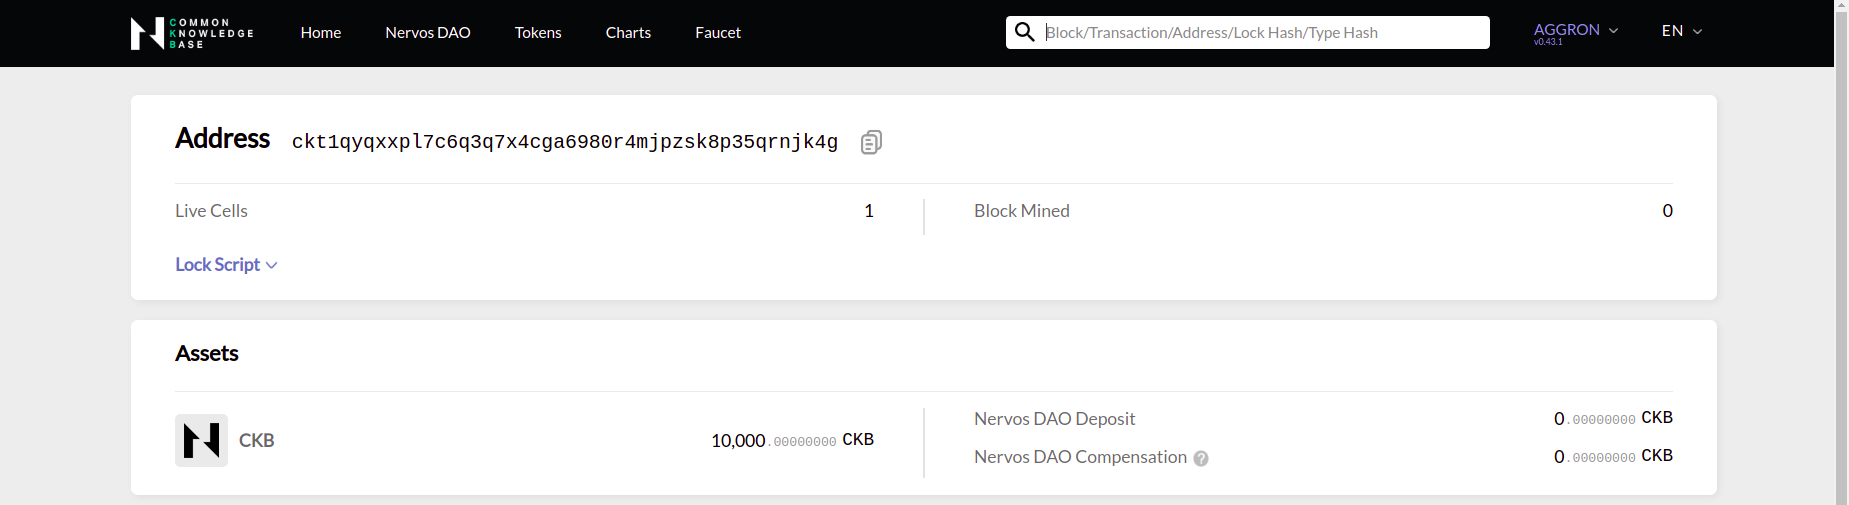 COMMON
KNOWLEDGE
BASE
Home Nervos DAO Tokens Charts Faucet
Block/Transaction/Address/Lock Hash/Type Hash
AGGRON
v0.43.1
EN
Address ckt1qyqxxpl7c6q3q7x4cga6980r4mjpzsk8p35qrnjk4g
Live Cells 1
Block Mined 0
Lock Script
Assets
CKB 10,000.00000000 CKB
Nervos DAO Deposit 0.00000000 CKB
Nervos DAO Compensation ? 0.00000000 CKB